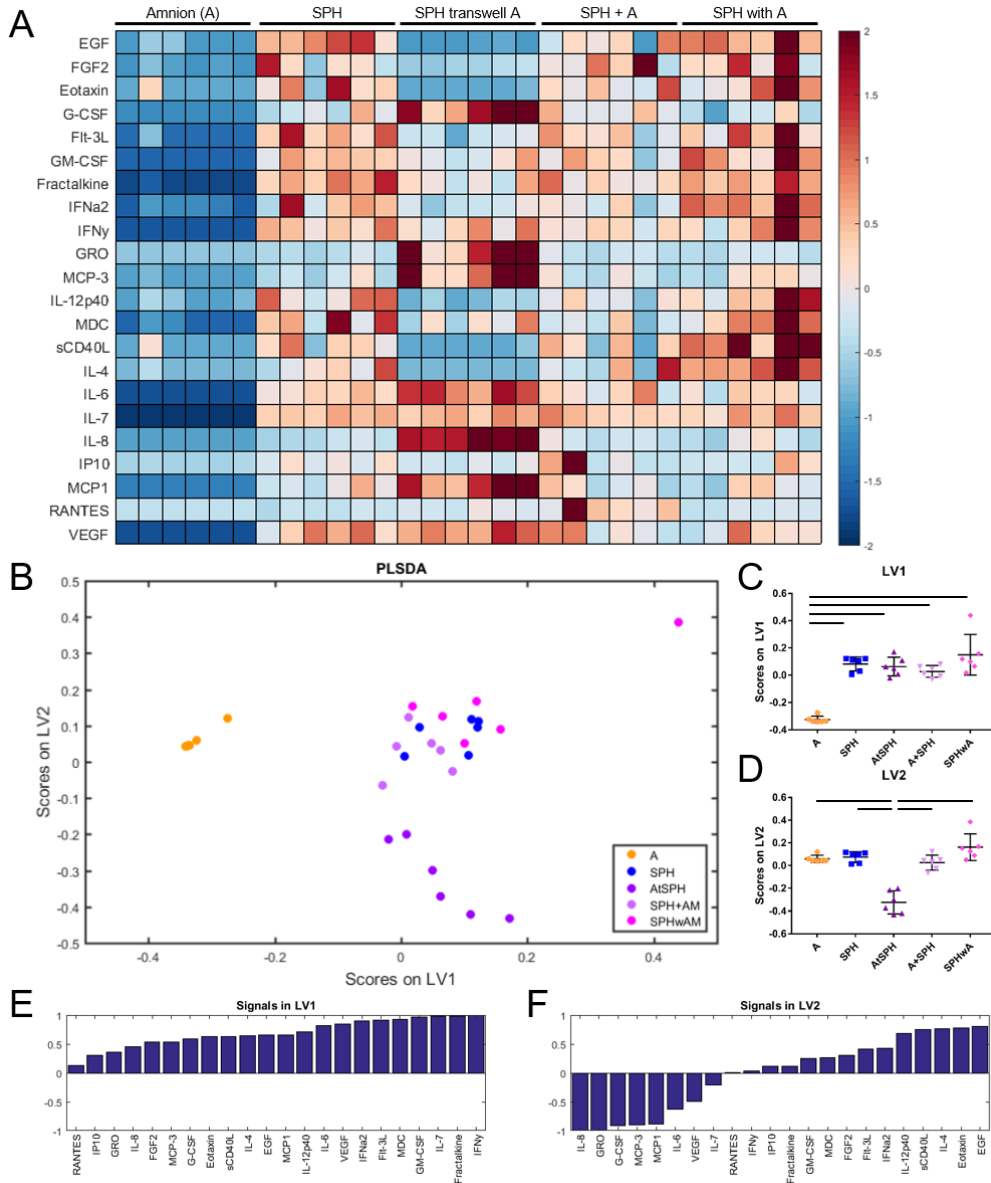 A
Amnion (A) SPH SPH transwell A SPH + A SPH with A
EGF
FGF2
Eotaxin
G-CSF
Flt-3L
GM-CSF
Fractalkine
IFNa2
IFNy
GRO
MCP-3
IL-12p40
MDC
sCD40L
IL-4
IL-6
IL-7
IL-8
IP10
MCP1
RANTES
VEGF
2
1.5
1
0.5
0
-0.5
-1
-1.5
-2
B
PLSDA
Scores on LV2
0.5
0.4
0.3
0.2
0.1
0
-0.1
-0.2
-0.3
-0.4
-0.5
-0.4 -0.2 0 0.2 0.4
Scores on LV1
A
SPH
AtSPH
SPH+AM
SPHwAM
C
LV1
Scores on LV1
0.6
0.4
0.2
0.0
-0.2
-0.4
A SPH AtSPH A+SPH SPHwA
D
LV2
Scores on LV2
0.6
0.4
0.2
0.0
-0.2
-0.4
-0.6
A SPH AtSPH A+SPH SPHwA
E
Signals in LV1
1
0.5
0
0.5
1
RANTES IP10 GRO IL-8 FGF2 MCP-3 G-CSF Eotaxin sCD40L IL-4 EGF MCP1 IL-12p40 IL-6 VEGF IFNa2 Flt-3L MDC GM-CSF IL-7 Fractalkine IFNy
F
Signals in LV2
1
0.5
0
0.5
1
IL-8 GRO G-CSF MCP-3 MCP1 IL-6 VEGF IL-7 RANTES IFNy IP10 Fractalkine GM-CSF MDC FGF2 Flt-3L IFNa2 IL-12p40 sCD40L IL-4 Eotaxin EGF